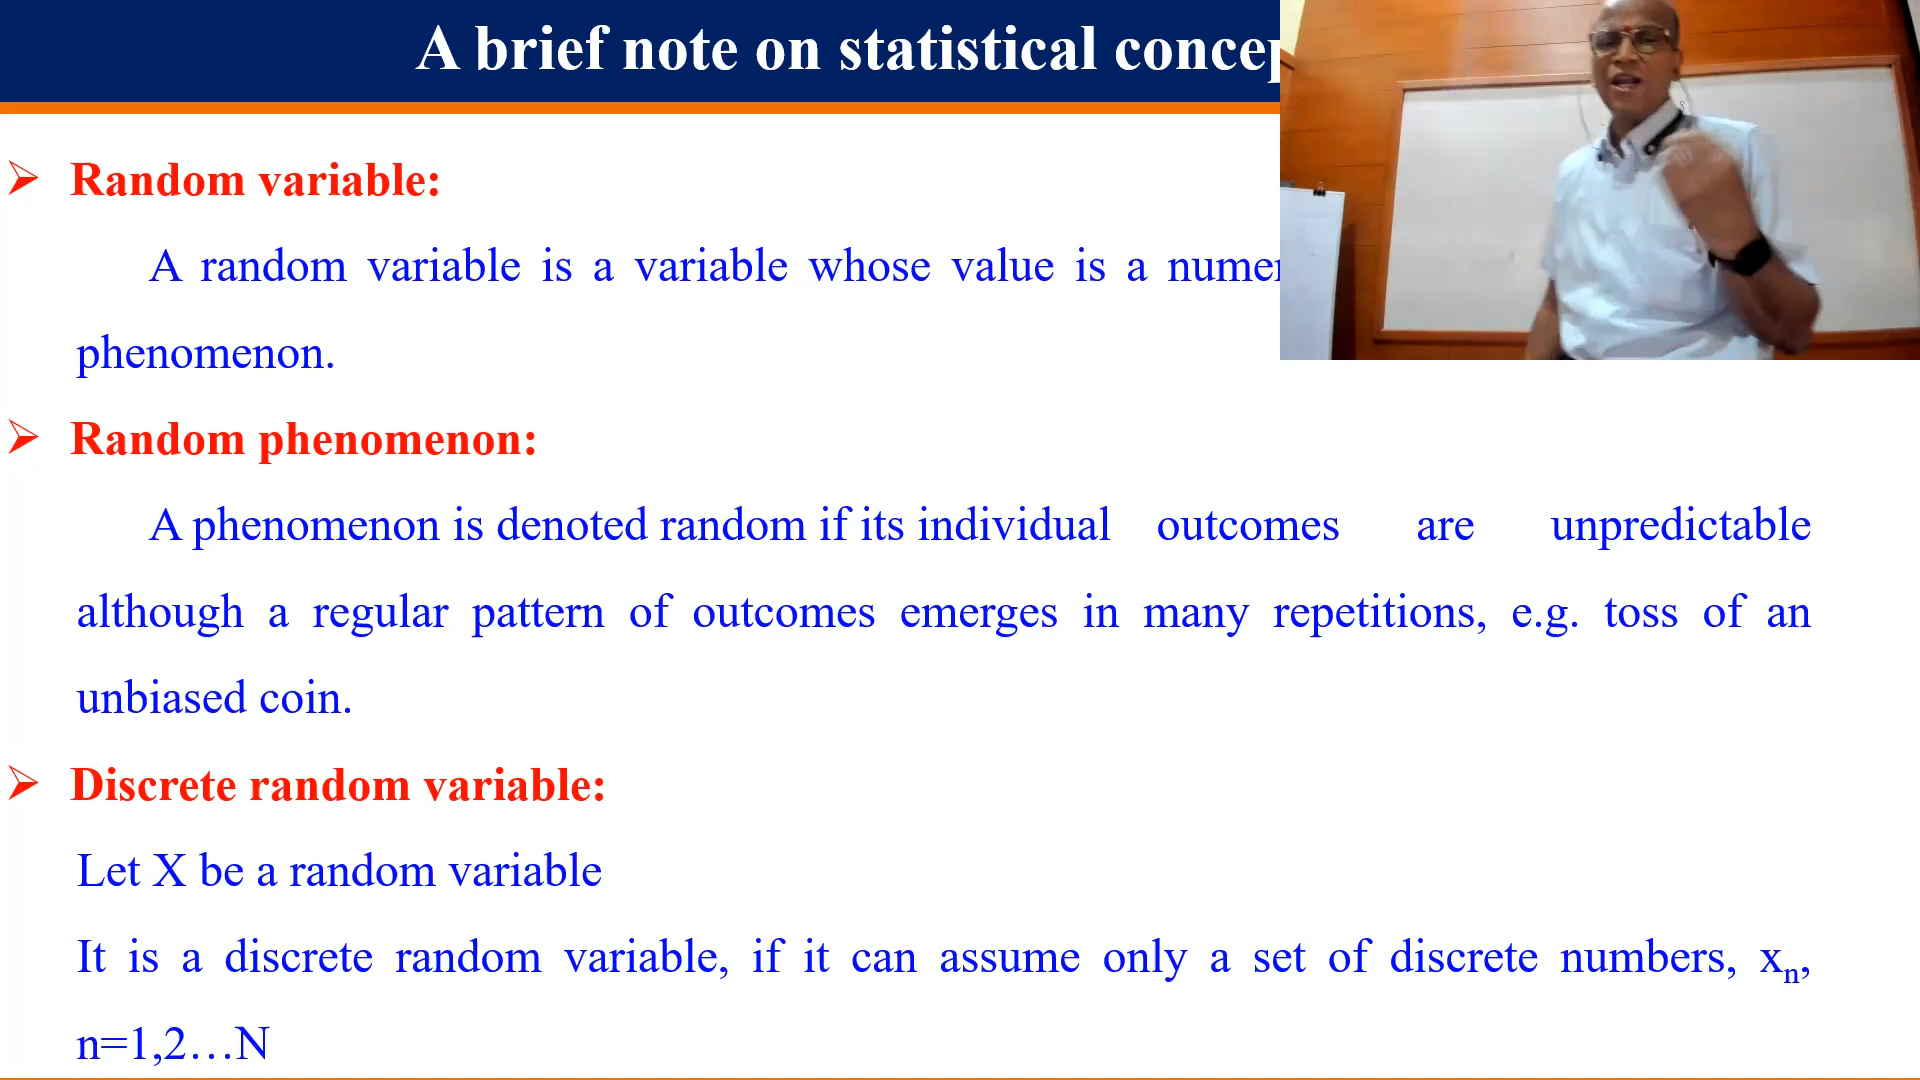 A brief note on statistical
Random variable:
A random variable is a variable whose value is a
phenomenon.
Random phenomenon:
A phenomenon is denoted random if its individual outcomes are unpredictable
although a regular pattern of outcomes emerges in many repetitions, e.g. toss of an
unbiased coin.
Discrete random variable:
Let X be a random variable
It is a discrete random variable, if it can assume only a set of discrete numbers, xₙ,
n=1,2…N